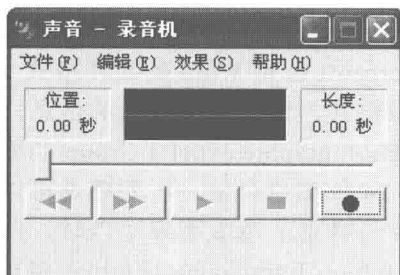 声音 - 录音机
文件(F) 编辑(E) 效果(S) 帮助(H)
位置: 长度:
0.00 秒 0.00 秒